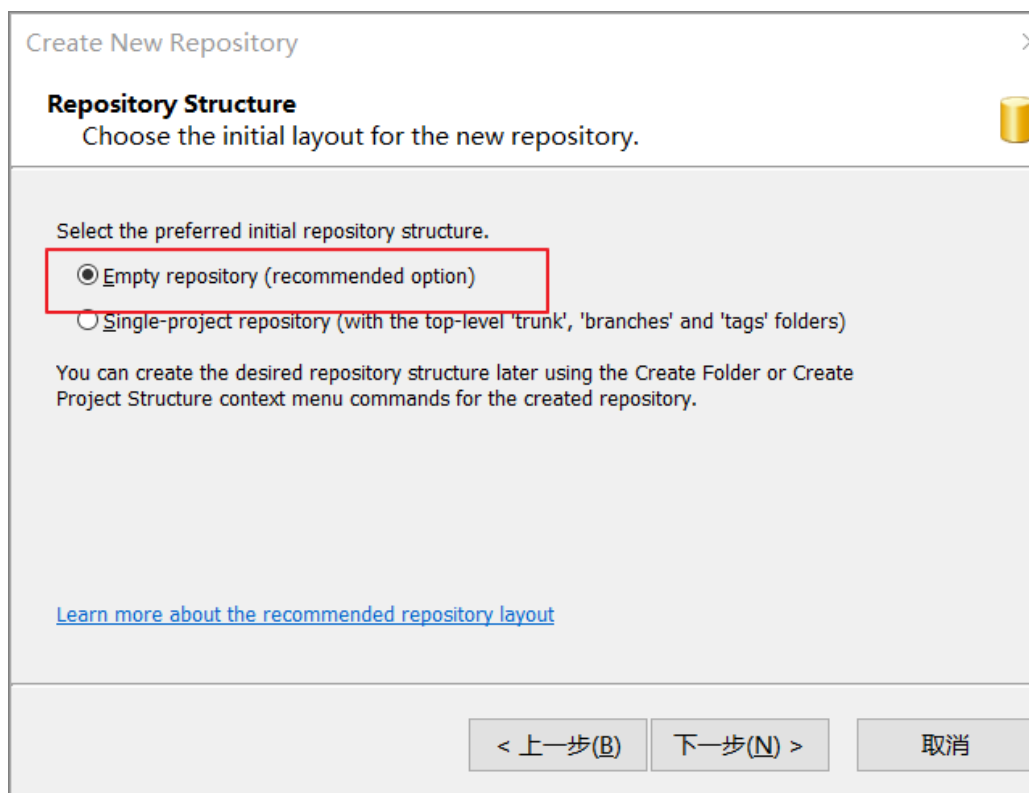 Create New Repository
Repository Structure
Choose the initial layout for the new repository.
Select the preferred initial repository structure.
Empty repository (recommended option)
Single-project repository (with the top-level 'trunk', 'branches' and 'tags' folders)
You can create the desired repository structure later using the Create Folder or Create
Project Structure context menu commands for the created repository.
Learn more about the recommended repository layout
< 上一步(B) 下一步(N) > 取消